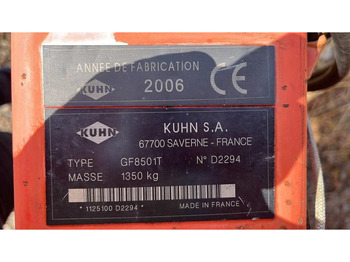 ANNÉE DE FABRICATION
KUHN 2006 CE
KUHN KUHN S.A.
67700 SAVERNE - FRANCE
TYPE GF8501T N° D2294
MASSE 1350 kg
* 1125100 D2294 * MADE IN FRANCE